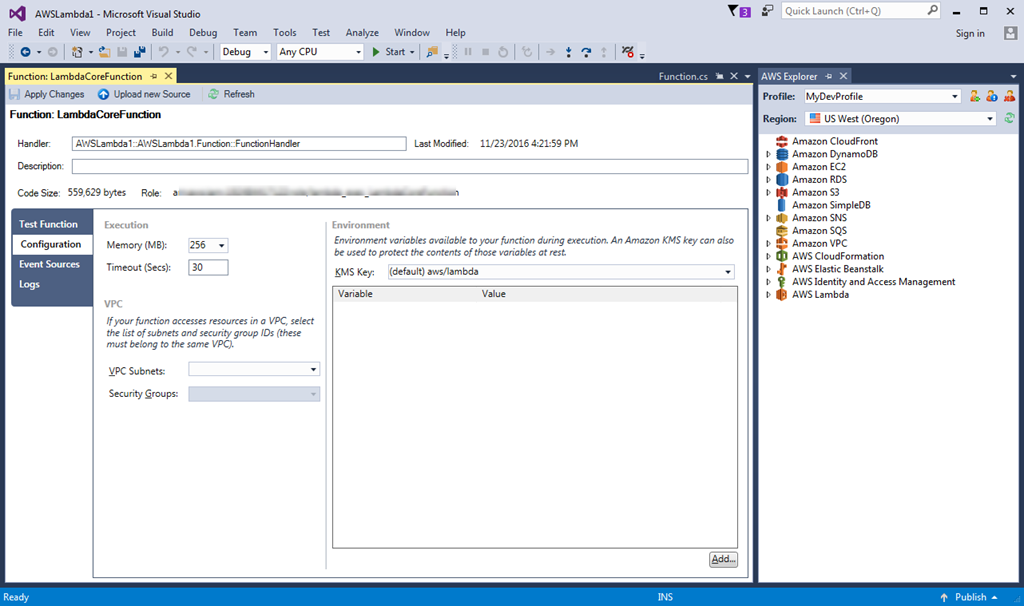 AWSLambda1 - Microsoft Visual Studio
3
Quick Launch (Ctrl+Q)
File Edit View Project Build Debug Team Tools Test Analyze Window Help
Sign in
Debug Any CPU Start
Function: LambdaCoreFunction
Function.cs
Apply Changes Upload new Source Refresh
Function: LambdaCoreFunction
Handler: AWSLambda1::AWSLambda1.Function::FunctionHandler Last Modified: 11/23/2016 4:21:59 PM
Description:
Code Size: 559,629 bytes Role:
Test Function
Configuration
Event Sources
Logs
Execution
Memory (MB): 256
Timeout (Secs): 30
VPC
If your function accesses resources in a VPC, select
the list of subnets and security group IDs (these
must belong to the same VPC).
VPC Subnets:
Security Groups:
Environment
Environment variables available to your function during execution. An Amazon KMS key can also
be used to protect the contents of those variables at rest.
KMS Key: (default) aws/lambda
Variable Value
Add...
AWS Explorer
Profile: MyDevProfile
Region: US West (Oregon)
Amazon CloudFront
Amazon DynamoDB
Amazon EC2
Amazon RDS
Amazon S3
Amazon SimpleDB
Amazon SNS
Amazon SQS
Amazon VPC
AWS CloudFormation
AWS Elastic Beanstalk
AWS Identity and Access Management
AWS Lambda
Ready INS Publish